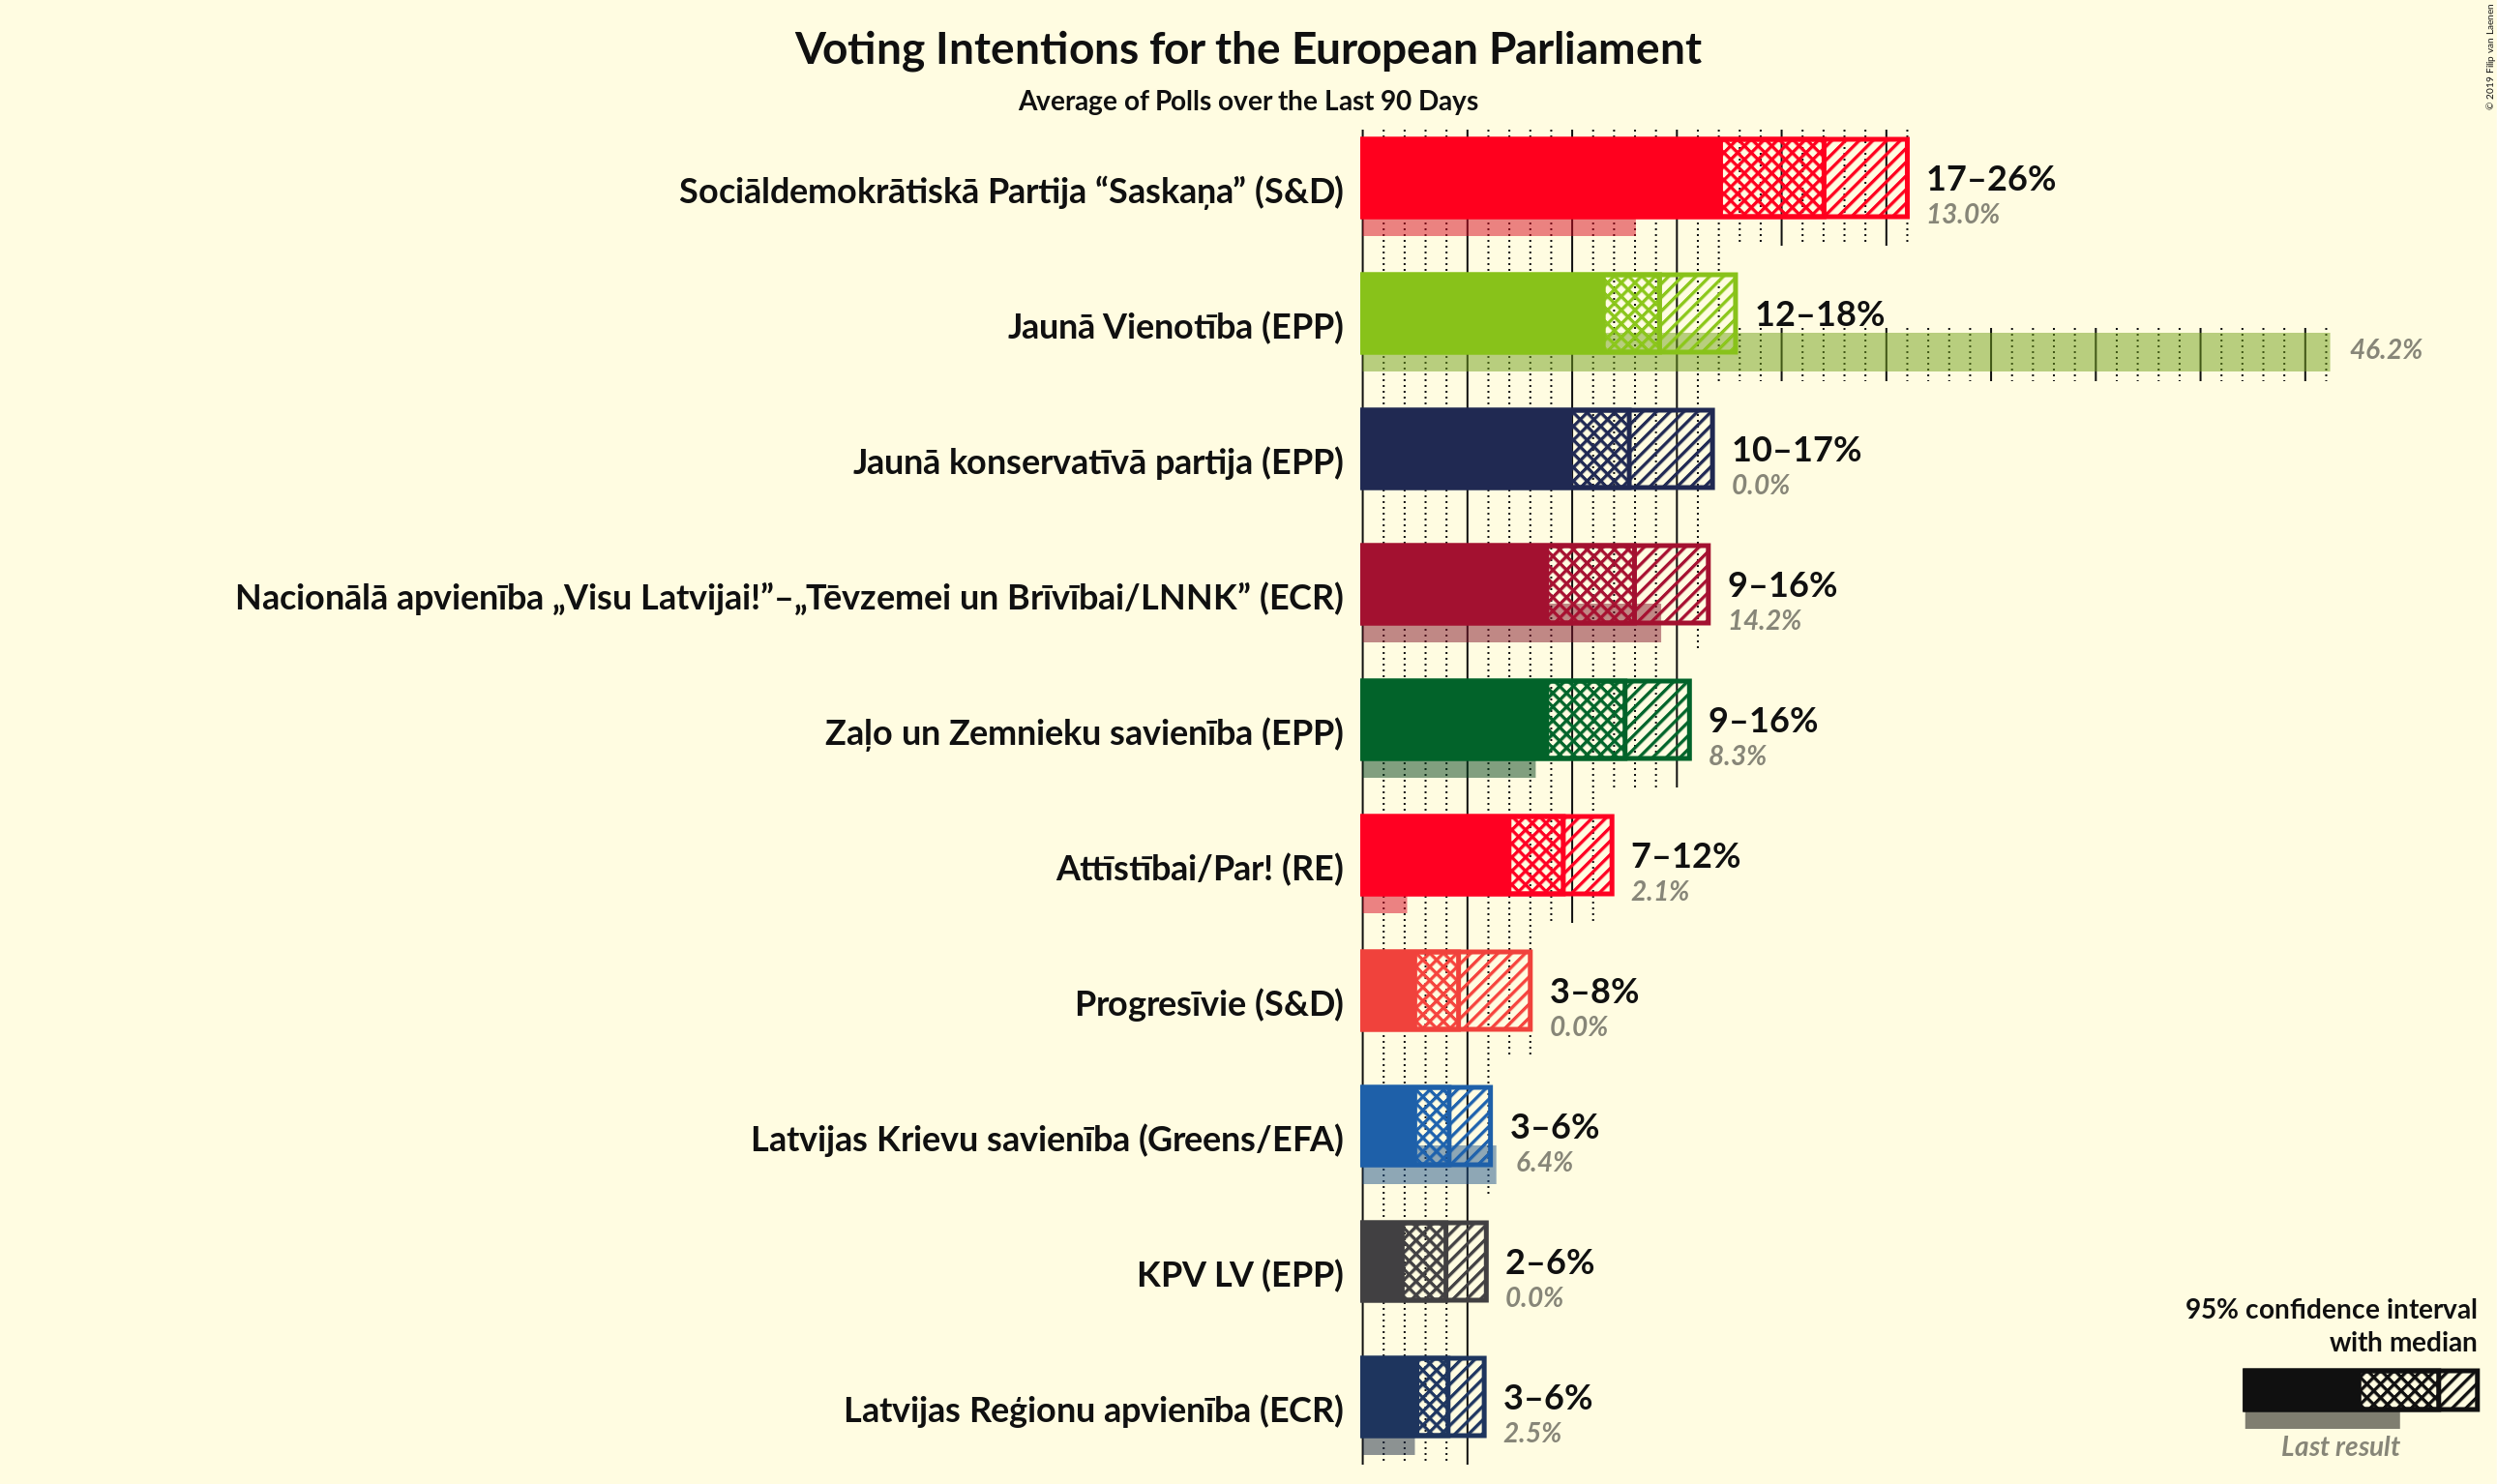 Voting Intentions for the European Parliament
Average of Polls over the Last 90 Days
© 2019 Filip van Laenen
Sociāldemokrātiskā Partija “Saskaņa” (S&D)
17–26%
13.0%
Jaunā Vienotība (EPP)
12–18%
46.2%
Jaunā konservatīvā partija (EPP)
10–17%
0.0%
Nacionālā apvienība „Visu Latvijai!”–„Tēvzemei un Brīvībai/LNNK” (ECR)
9–16%
14.2%
Zaļo un Zemnieku savienība (EPP)
9–16%
8.3%
Attīstībai/Par! (RE)
7–12%
2.1%
Progresīvie (S&D)
3–8%
0.0%
Latvijas Krievu savienība (Greens/EFA)
3–6%
6.4%
KPV LV (EPP)
2–6%
0.0%
Latvijas Reģionu apvienība (ECR)
3–6%
2.5%
95% confidence interval
with median
Last result